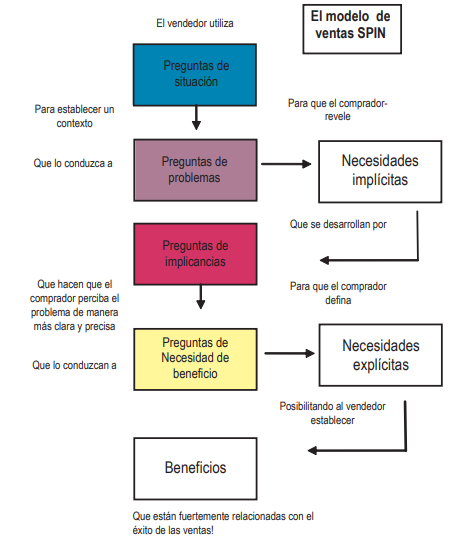 El vendedor utiliza
El modelo de
ventas SPIN
Preguntas de
situación
Para establecer un
contexto
Para que el comprador-
revele
Que lo conduzca a
Preguntas de
problemas
Necesidades
implícitas
Que se desarrollan por
Preguntas de
implicancias
Que hacen que el
comprador perciba el
problema de manera
más clara y precisa
Para que el comprador
defina
Que lo conduzcan a
Preguntas de
Necesidad de
beneficio
Necesidades
explícitas
Posibilitando al vendedor
establecer
Beneficios
Que están fuertemente relacionadas con el
éxito de las ventas!